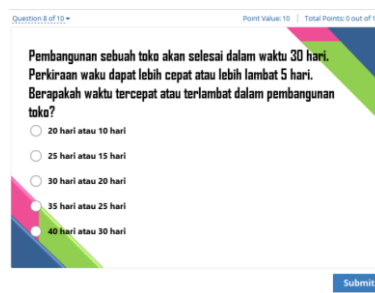 Question 8 of 10
Point Value: 10 | Total Points: 0 out of 1
Pembangunan sebuah toko akan selesai dalam waktu 30 hari.
Perkiraan waku dapat lebih cepat atau lebih lambat 5 hari.
Berapakah waktu tercepat atau terlambat dalam pembangunan
toko?
20 hari atau 10 hari
25 hari atau 15 hari
30 hari atau 20 hari
35 hari atau 25 hari
40 hari atau 30 hari
Submit